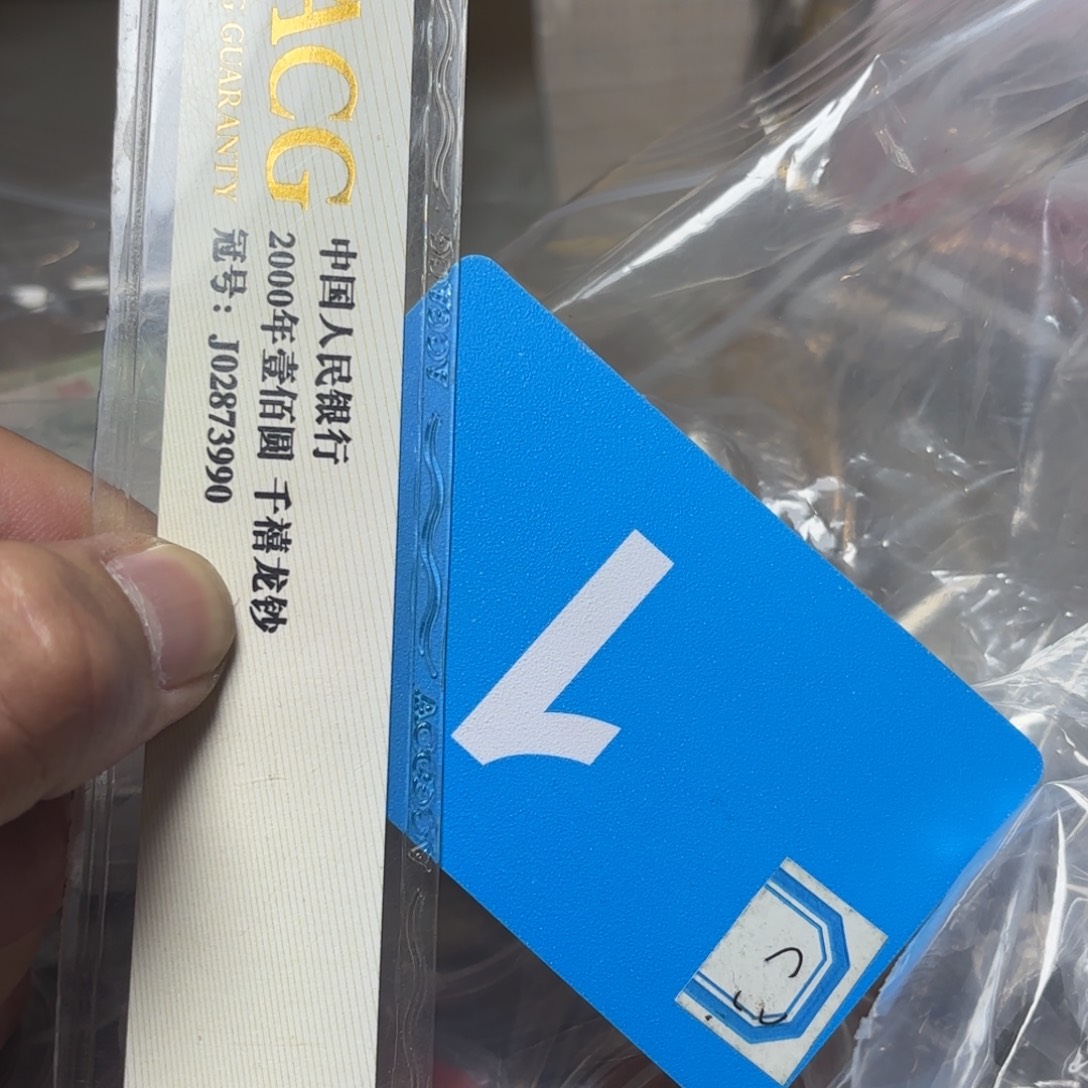 ACG
G GUARANTY
中国人民银行
2000年壹佰圆 千禧龙钞
冠号：J02873990
1